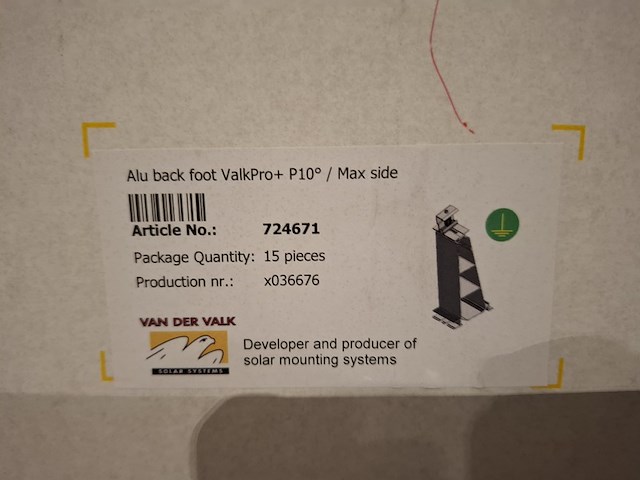 Alu back foot ValkPro+ P10° / Max side
Article No.: 724671
Package Quantity: 15 pieces
Production nr.: x036676
VAN DER VALK
SOLAR SYSTEMS
Developer and producer of
solar mounting systems